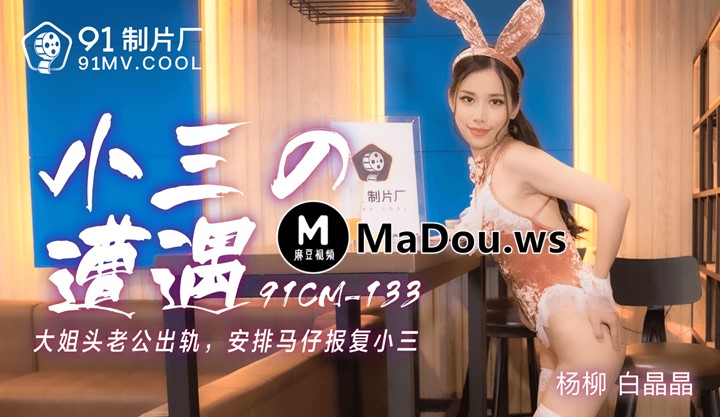 91制片厂
91MV.COOL
小三の
遭遇
制片厂
M
麻豆视频
MaDou.ws
91CM-133
大姐头老公出轨，安排马仔报复小三
杨柳 白晶晶